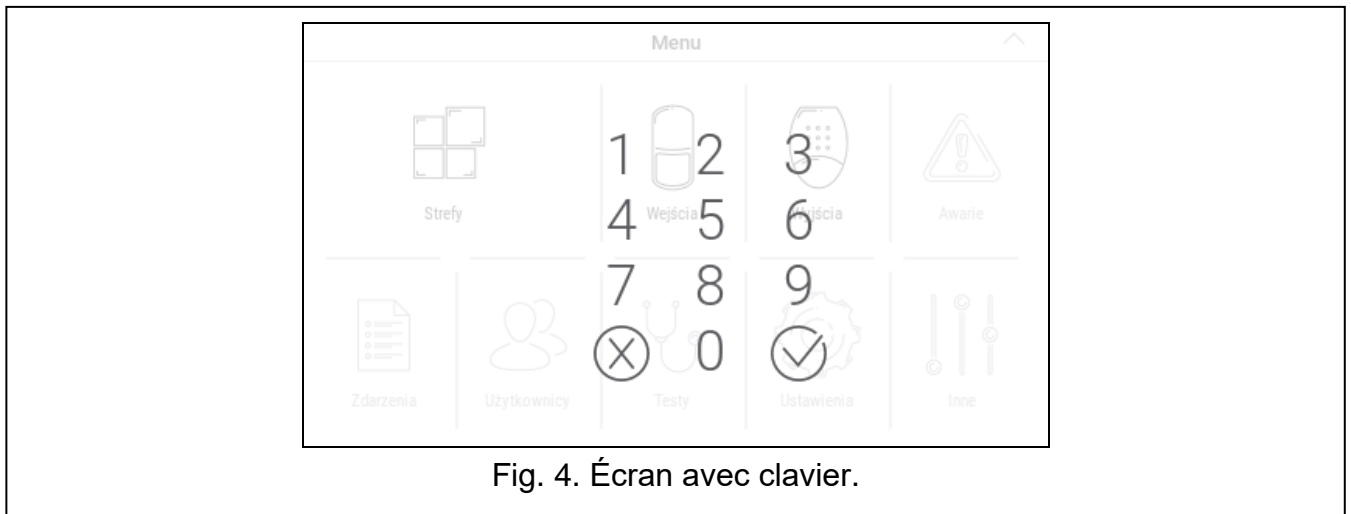 Menu
1 2 3
Strefy Wejścia Wyjścia Awarie
4 5 6
7 8 9
0
Zdarzenia Użytkownicy Testy Ustawienia Inne
Fig. 4. Écran avec clavier.